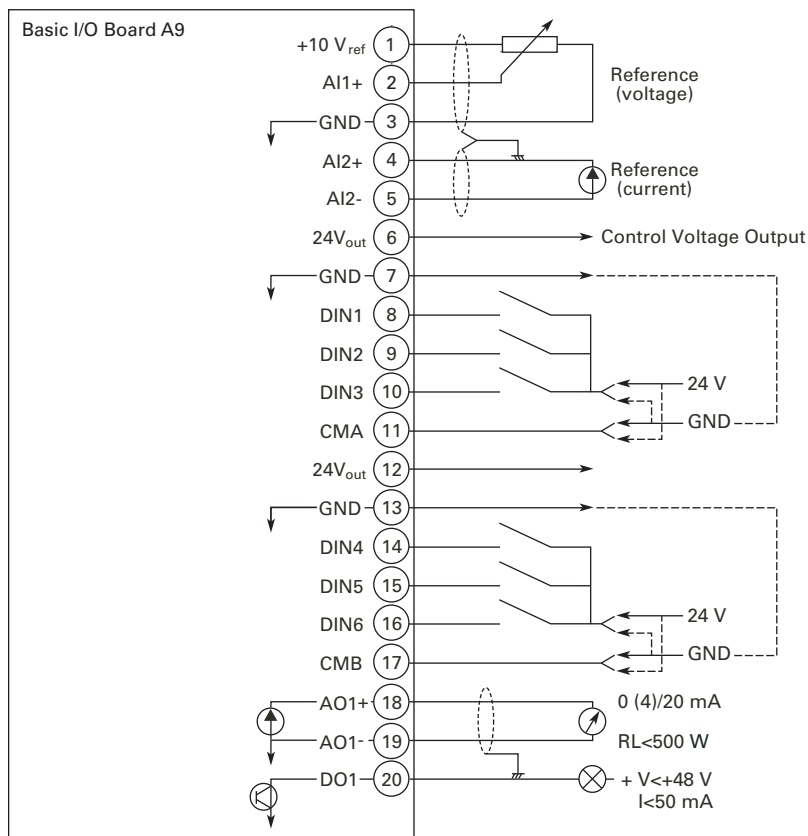 Basic I/O Board A9
+10 Vref 1
AI1+ 2
Reference
(voltage)
GND 3
AI2+ 4
Reference
(current)
AI2- 5
24Vout 6 Control Voltage Output
GND 7
DIN1 8
DIN2 9
DIN3 10
24 V
CMA 11
GND
24Vout 12
GND 13
DIN4 14
DIN5 15
DIN6 16
24 V
CMB 17
GND
AO1+ 18 0 (4)/20 mA
AO1- 19 RL<500 W
DO1 20 + V<+48 V
I<50 mA